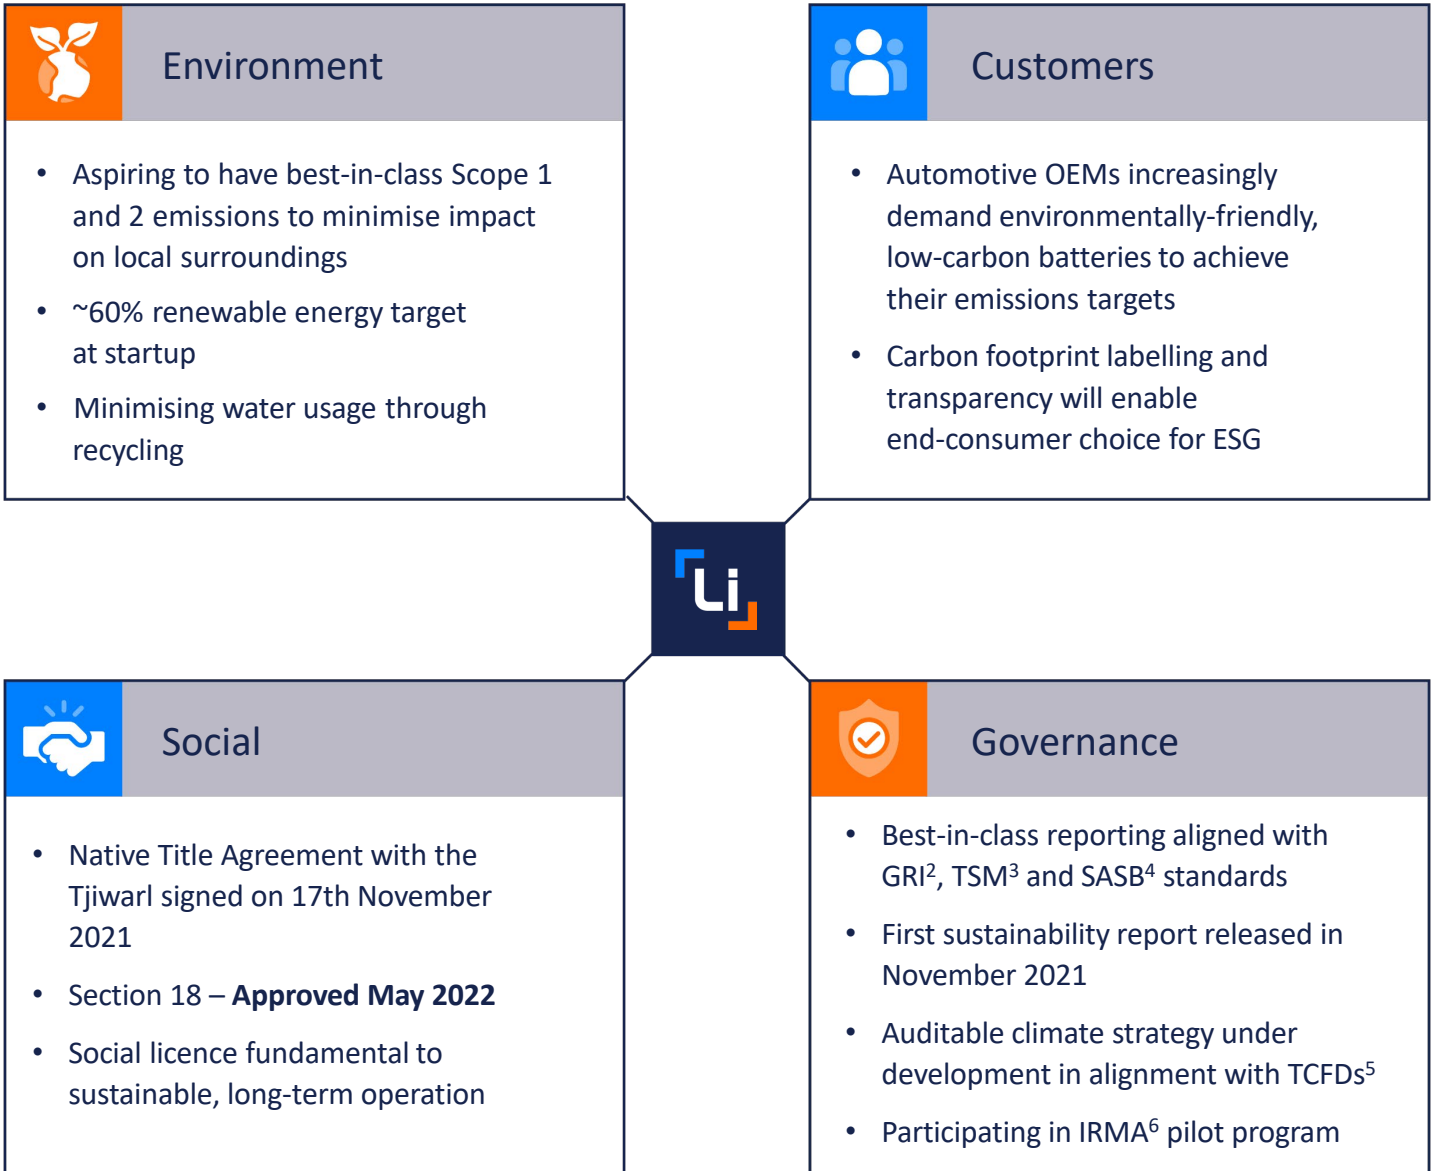 Environment
• Aspiring to have best-in-class Scope 1
and 2 emissions to minimise impact
on local surroundings
• ~60% renewable energy target
at startup
• Minimising water usage through
recycling
Customers
• Automotive OEMs increasingly
demand environmentally-friendly,
low-carbon batteries to achieve
their emissions targets
• Carbon footprint labelling and
transparency will enable
end-consumer choice for ESG
Li
Social
• Native Title Agreement with the
Tjiwarl signed on 17th November
2021
• Section 18 – Approved May 2022
• Social licence fundamental to
sustainable, long-term operation
Governance
• Best-in-class reporting aligned with
GRI², TSM³ and SASB⁴ standards
• First sustainability report released in
November 2021
• Auditable climate strategy under
development in alignment with TCFDs⁵
• Participating in IRMA⁶ pilot program